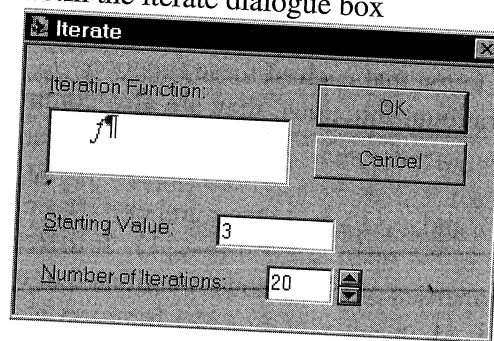 the iterate dialogue box
Iterate
Iteration Function:
f¶
OK
Cancel
Starting Value: 3
Number of Iterations: 20